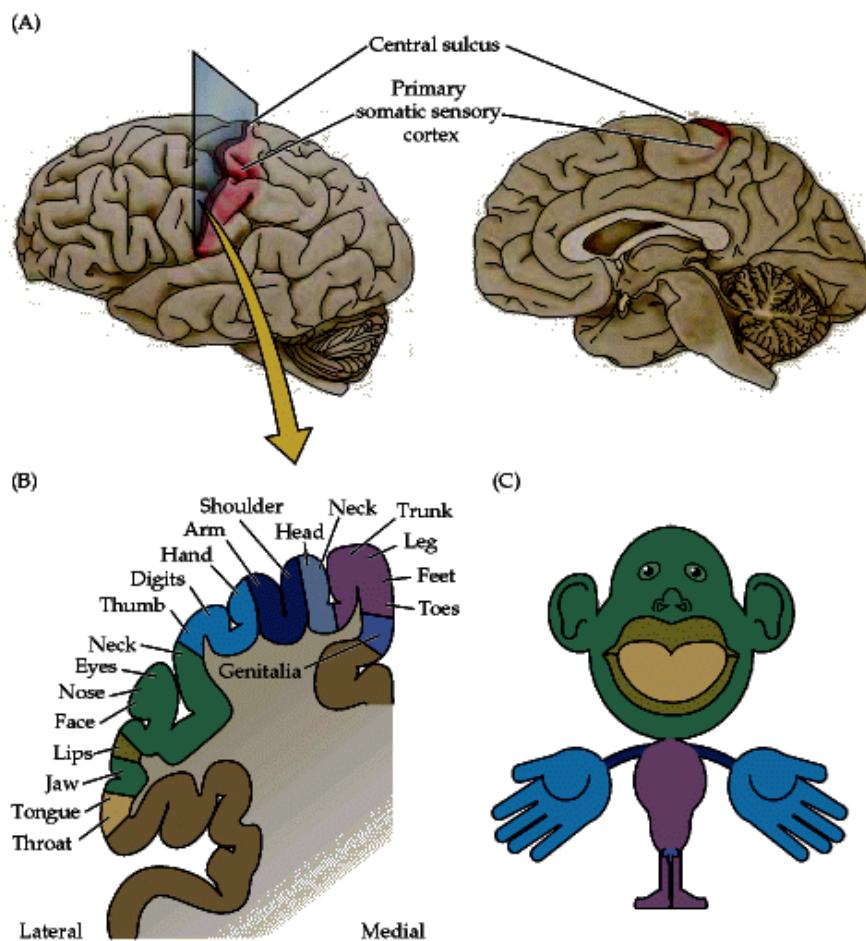 (A)
Central sulcus
Primary
somatic sensory
cortex
(B)
Shoulder
Arm
Hand
Digits
Thumb
Neck
Eyes
Nose
Face
Lips
Jaw
Tongue
Throat
Head
Neck
Trunk
Leg
Feet
Toes
Genitalia
Lateral
Medial
(C)